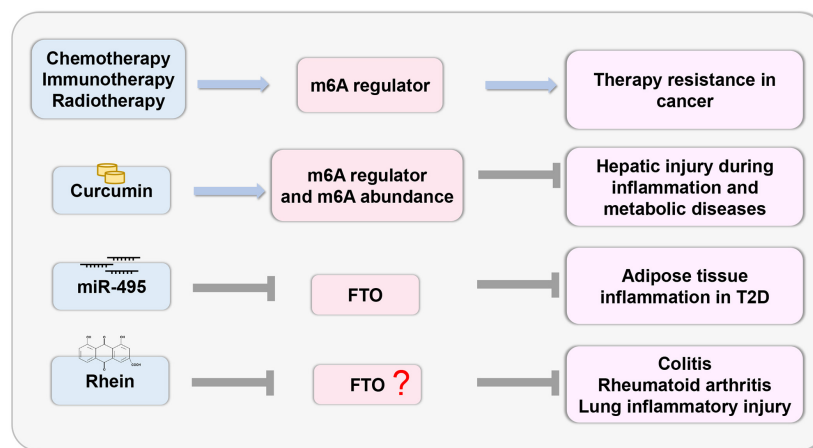 Chemotherapy
Immunotherapy
Radiotherapy
m6A regulator
Therapy resistance in
cancer
Curcumin
m6A regulator
and m6A abundance
Hepatic injury during
inflammation and
metabolic diseases
miR-495
FTO
Adipose tissue
inflammation in T2D
Rhein
FTO ?
Colitis
Rheumatoid arthritis
Lung inflammatory injury